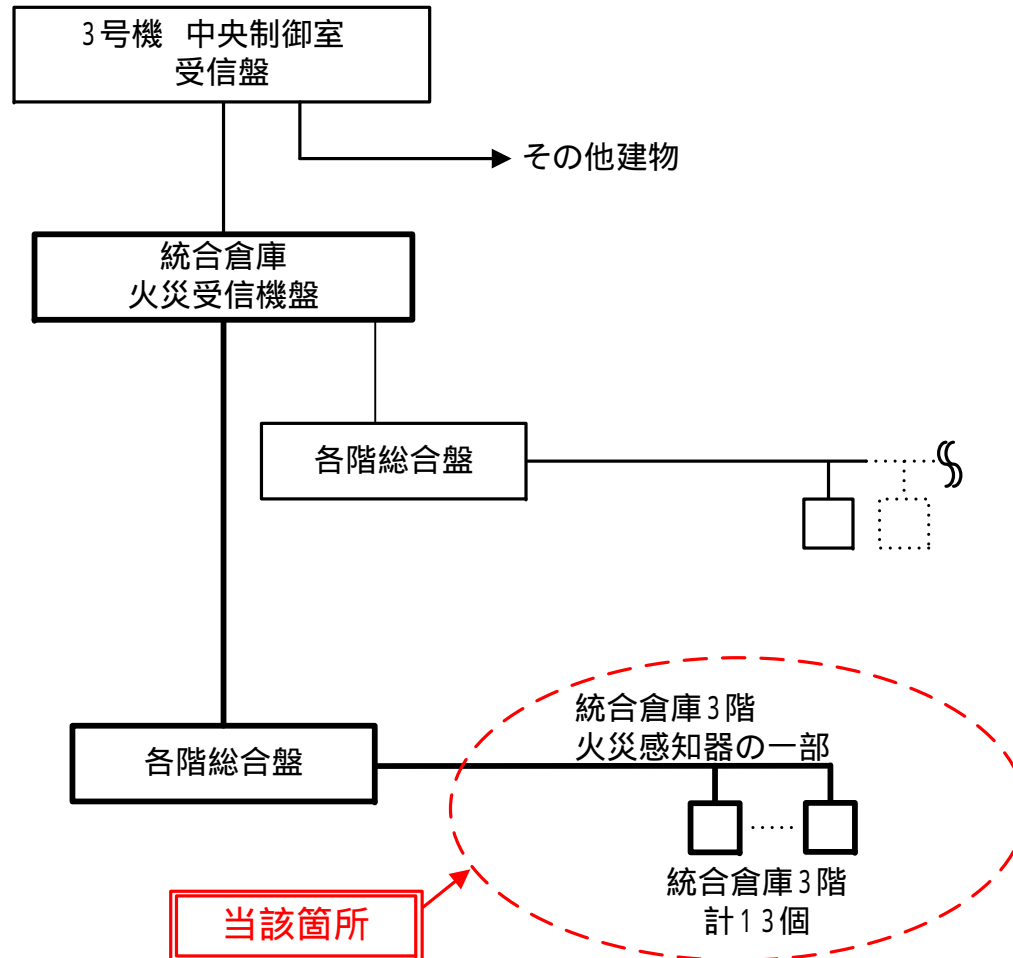 3号機 中央制御室
受信盤
その他建物
統合倉庫
火災受信機盤
各階総合盤
統合倉庫3階
火災感知器の一部
各階総合盤
統合倉庫3階
計13個
当該箇所